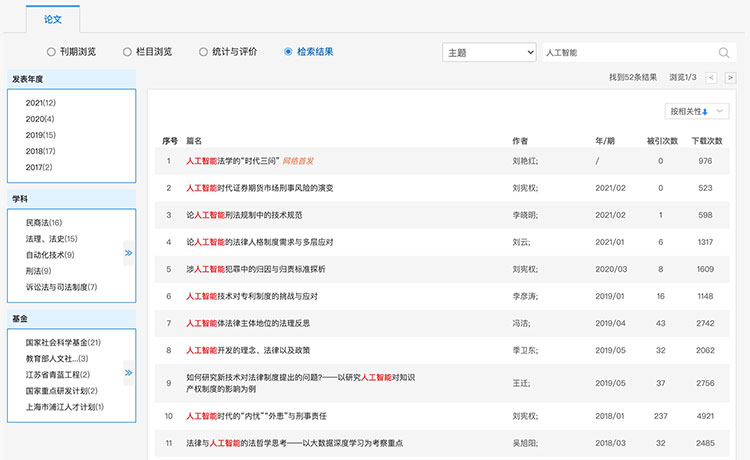 论文
刊期浏览 栏目浏览 统计与评价 检索结果 主题 人工智能
找到52条结果 浏览1/3 < >
发表年度
2021(12)
2020(4)
2019(15)
2018(17)
2017(2)
学科
民商法(16)
法理、法史(15)
自动化技术(9)
刑法(9)
诉讼法与司法制度(7)
»
基金
国家社会科学基金(21)
教育部人文社...(3)
江苏省青蓝工程(2)
国家重点研发计划(2)
上海市浦江人才计划(1)
»
按相关性
序号 篇名 作者 年/期 被引次数 下载次数
1 人工智能法学的“时代三问” 网络首发 刘艳红; / 0 976
2 人工智能时代证券期货市场刑事风险的演变 刘宪权; 2021/02 0 523
3 论人工智能刑法规制中的技术规范 李晓明; 2021/02 1 598
4 论人工智能的法律人格制度需求与多层应对 刘云; 2021/01 6 1317
5 涉人工智能犯罪中的归因与归责标准探析 刘宪权; 2020/03 8 1609
6 人工智能技术对专利制度的挑战与应对 李彦涛; 2019/01 16 1148
7 人工智能体法律主体地位的法理反思 冯洁; 2019/04 43 2742
8 人工智能开发的理念、法律以及政策 季卫东; 2019/05 32 2062
9 如何研究新技术对法律制度提出的问题?——以研究人工智能对知识
产权制度的影响为例 王迁; 2019/05 37 2756
10 人工智能时代的“内忧”“外患”与刑事责任 刘宪权; 2018/01 237 4921
11 法律与人工智能的法哲学思考——以大数据深度学习为考察重点 吴旭阳; 2018/03 32 2485